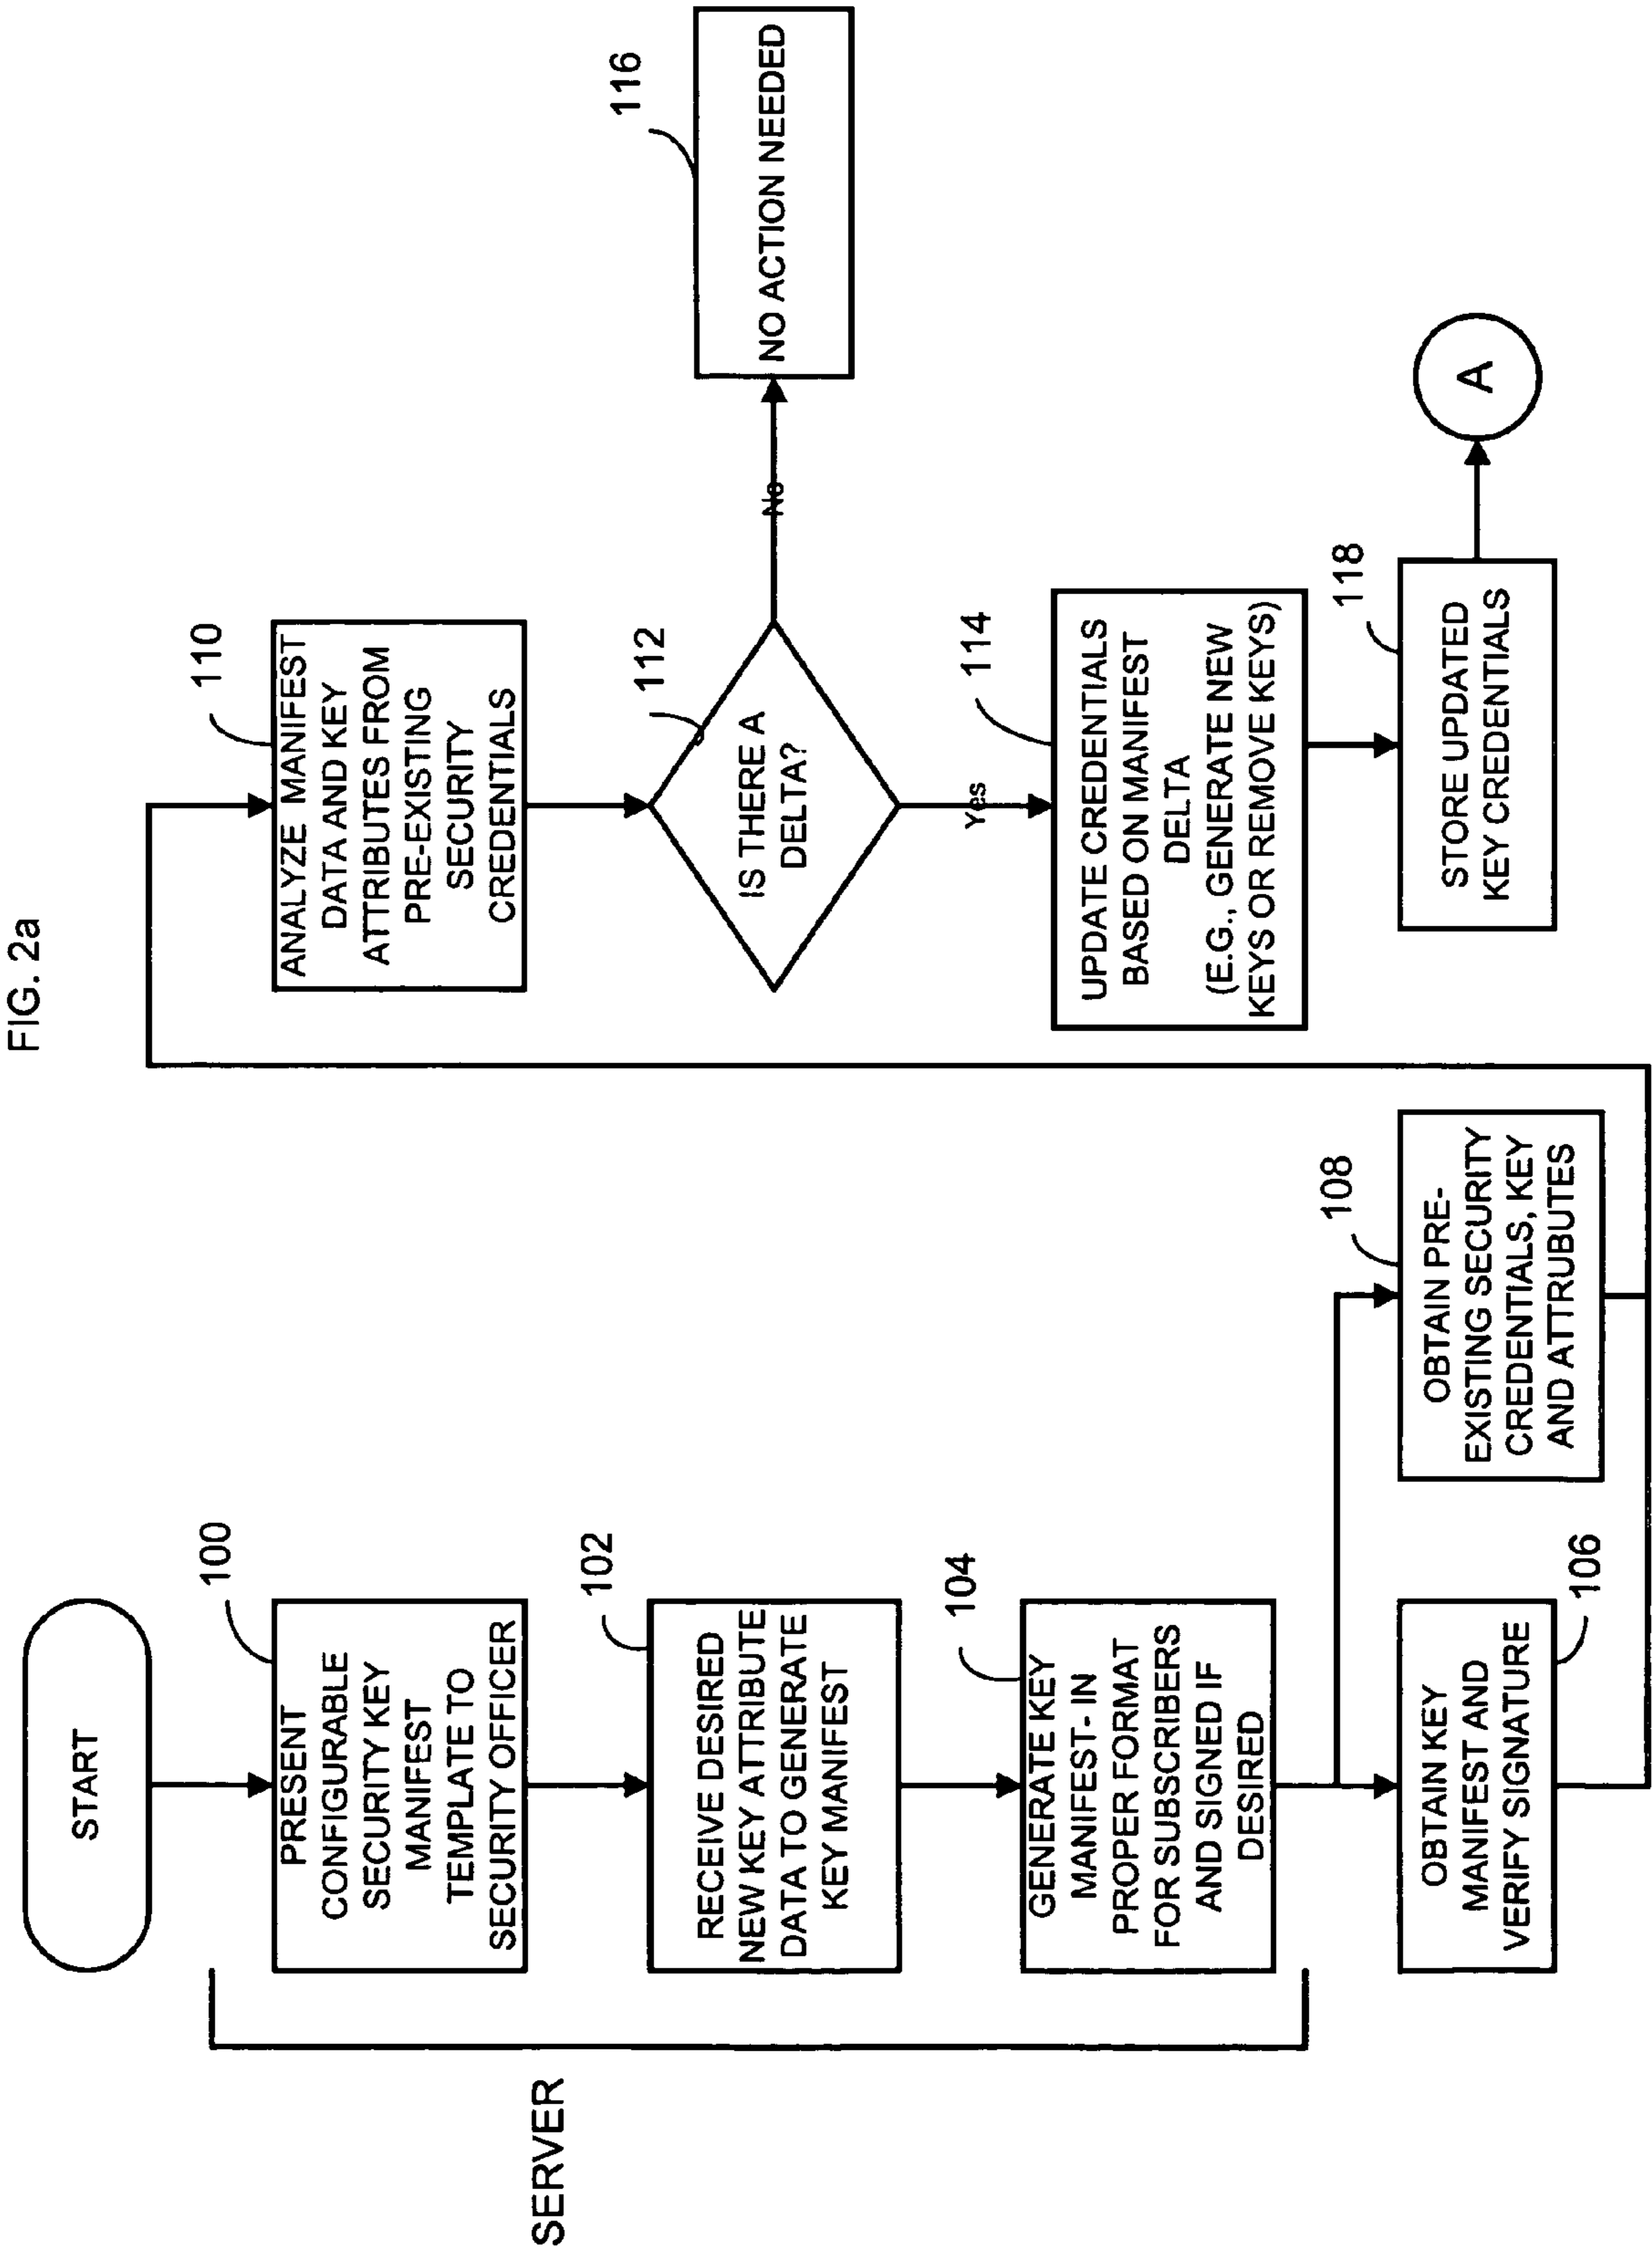 FIG. 2a
START
100
PRESENT
CONFIGURABLE
SECURITY KEY
MANIFEST
TEMPLATE TO
SECURITY OFFICER
102
RECEIVE DESIRED
NEW KEY ATTRIBUTE
DATA TO GENERATE
KEY MANIFEST
104
GENERATE KEY
MANIFEST- IN
PROPER FORMAT
FOR SUBSCRIBERS
AND SIGNED IF
DESIRED
SERVER
OBTAIN KEY
MANIFEST AND
VERIFY SIGNATURE
106
108
OBTAIN PRE-
EXISTING SECURITY
CREDENTIALS, KEY
AND ATTRUBUTES
110
ANALYZE MANIFEST
DATA AND KEY
ATTRIBUTES FROM
PRE-EXISTING
SECURITY
CREDENTIALS
112
IS THERE A
DELTA?
No
116
NO ACTION NEEDED
Yes
114
UPDATE CREDENTIALS
BASED ON MANIFEST
DELTA
(E.G., GENERATE NEW
KEYS OR REMOVE KEYS)
118
STORE UPDATED
KEY CREDENTIALS
A